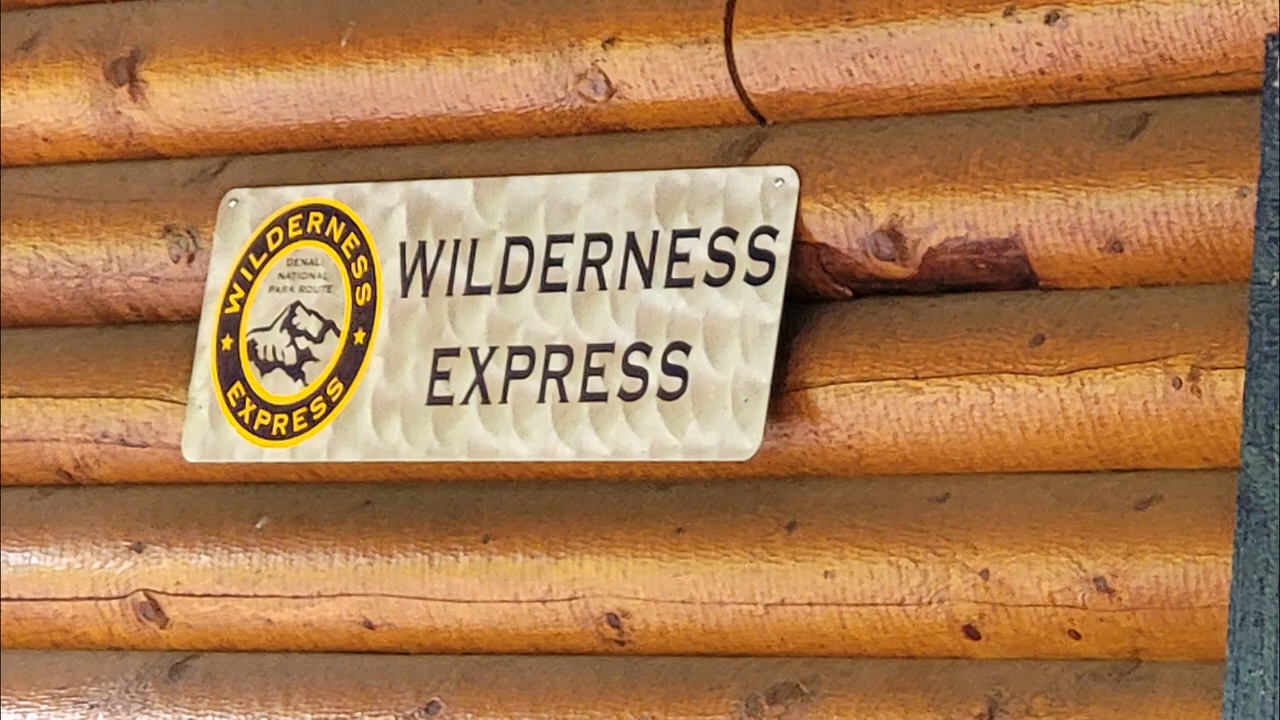 WILDERNESS
DENALI
NATIONAL
PARK ROUTE
EXPRESS
WILDERNESS
EXPRESS